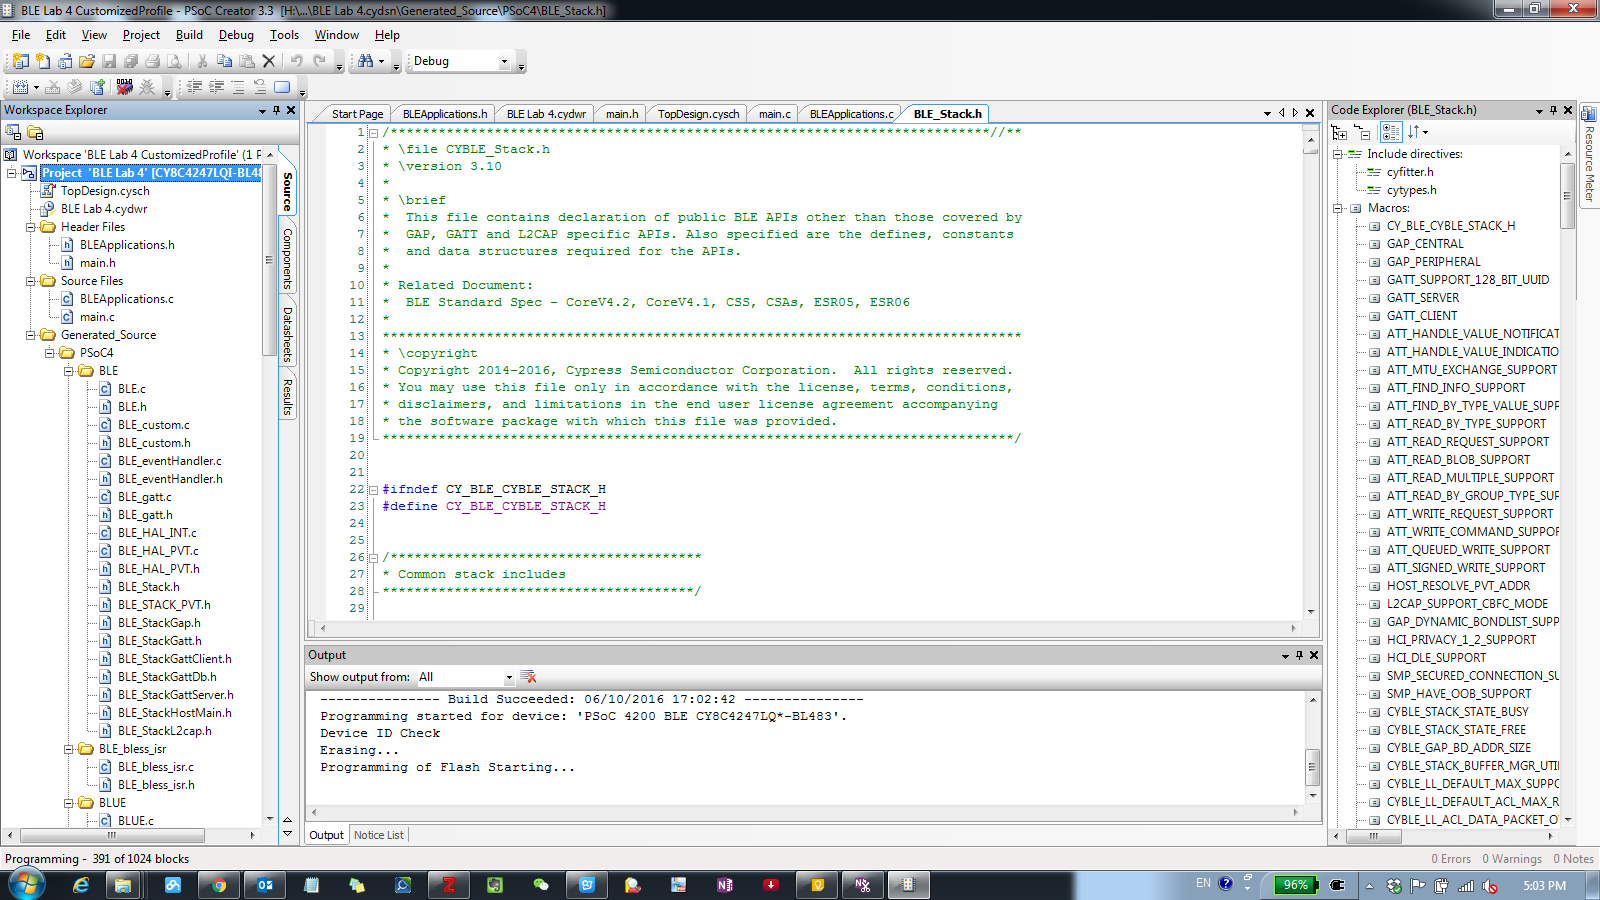 BLE Lab 4 CustomizedProfile - PSoC Creator 3.3  [H:\...\BLE Lab 4.cydsn\Generated_Source\PSoC4\BLE_Stack.h]
File Edit View Project Build Debug Tools Window Help
Debug
Workspace Explorer
Workspace 'BLE Lab 4 CustomizedProfile' (1 P
Project 'BLE Lab 4' [CY8C4247LQI-BL48
TopDesign.cysch
BLE Lab 4.cydwr
Header Files
BLEApplications.h
main.h
Source Files
BLEApplications.c
main.c
Generated_Source
PSoC4
BLE
BLE.c
BLE.h
BLE_custom.c
BLE_custom.h
BLE_eventHandler.c
BLE_eventHandler.h
BLE_gatt.c
BLE_gatt.h
BLE_HAL_INT.c
BLE_HAL_PVT.c
BLE_HAL_PVT.h
BLE_Stack.h
BLE_STACK_PVT.h
BLE_StackGap.h
BLE_StackGatt.h
BLE_StackGattClient.h
BLE_StackGattDb.h
BLE_StackGattServer.h
BLE_StackHostMain.h
BLE_StackL2cap.h
BLE_bless_isr
BLE_bless_isr.c
BLE_bless_isr.h
BLUE
BLUE.c
Source
Components
Datasheets
Results
Start Page BLEApplications.h BLE Lab 4.cydwr main.h TopDesign.cysch main.c BLEApplications.c BLE_Stack.h
1 /***************************************************************************//**
2 * \file CYBLE_Stack.h
3 * \version 3.10
4 *
5 * \brief
6 *  This file contains declaration of public BLE APIs other than those covered by
7 *  GAP, GATT and L2CAP specific APIs. Also specified are the defines, constants
8 *  and data structures required for the APIs.
9 *
10 * Related Document:
11 *  BLE Standard Spec - CoreV4.2, CoreV4.1, CSS, CSAs, ESR05, ESR06
12 *
13 ********************************************************************************
14 * \copyright
15 * Copyright 2014-2016, Cypress Semiconductor Corporation.  All rights reserved.
16 * You may use this file only in accordance with the license, terms, conditions,
17 * disclaimers, and limitations in the end user license agreement accompanying
18 * the software package with which this file was provided.
19 *******************************************************************************/
20
21
22 #ifndef CY_BLE_CYBLE_STACK_H
23 #define CY_BLE_CYBLE_STACK_H
24
25
26 /***************************************
27 * Common stack includes
28 ***************************************/
29
Output
Show output from: All
--------------- Build Succeeded: 06/10/2016 17:02:42 ---------------
Programming started for device: 'PSoC 4200 BLE CY8C4247LQ*-BL483'.
Device ID Check
Erasing...
Programming of Flash Starting...
Output Notice List
Code Explorer (BLE_Stack.h)
Include directives:
cyfitter.h
cytypes.h
Macros:
CY_BLE_CYBLE_STACK_H
GAP_CENTRAL
GAP_PERIPHERAL
GATT_SUPPORT_128_BIT_UUID
GATT_SERVER
GATT_CLIENT
ATT_HANDLE_VALUE_NOTIFICAT
ATT_HANDLE_VALUE_INDICATIO
ATT_MTU_EXCHANGE_SUPPORT
ATT_FIND_INFO_SUPPORT
ATT_FIND_BY_TYPE_VALUE_SUPP
ATT_READ_BY_TYPE_SUPPORT
ATT_READ_REQUEST_SUPPORT
ATT_READ_BLOB_SUPPORT
ATT_READ_MULTIPLE_SUPPORT
ATT_READ_BY_GROUP_TYPE_SUP
ATT_WRITE_REQUEST_SUPPORT
ATT_WRITE_COMMAND_SUPPOR
ATT_QUEUED_WRITE_SUPPORT
ATT_SIGNED_WRITE_SUPPORT
HOST_RESOLVE_PVT_ADDR
L2CAP_SUPPORT_CBFC_MODE
GAP_DYNAMIC_BONDLIST_SUPP
HCI_PRIVACY_1_2_SUPPORT
HCI_DLE_SUPPORT
SMP_SECURED_CONNECTION_SU
SMP_HAVE_OOB_SUPPORT
CYBLE_STACK_STATE_BUSY
CYBLE_STACK_STATE_FREE
CYBLE_GAP_BD_ADDR_SIZE
CYBLE_STACK_BUFFER_MGR_UTI
CYBLE_LL_DEFAULT_MAX_SUPPO
CYBLE_LL_DEFAULT_ACL_MAX_R
CYBLE_LL_ACL_DATA_PACKET_O
Resource Meter
Programming - 391 of 1024 blocks
0 Errors 0 Warnings 0 Notes
EN 96% 5:03 PM